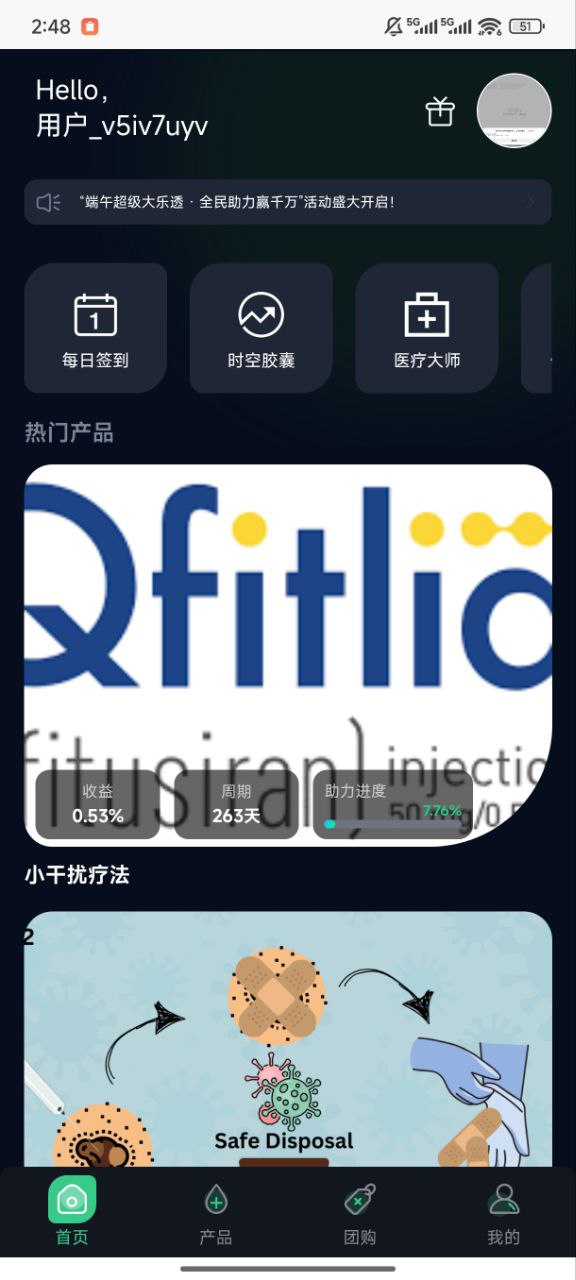 2:48
5G 5G 6 51
Hello,
用户_v5iv7uyv
“端午超级大乐透 · 全民助力赢千万”活动盛大开启!
1
每日签到 时空胶囊 医疗大师
热门产品
Qfitlia
fitusiran) injectio
收益 周期 助力进度
0.53% 263天 7.76%
小干扰疗法
2
Safe Disposal
首页 产品 团购 我的